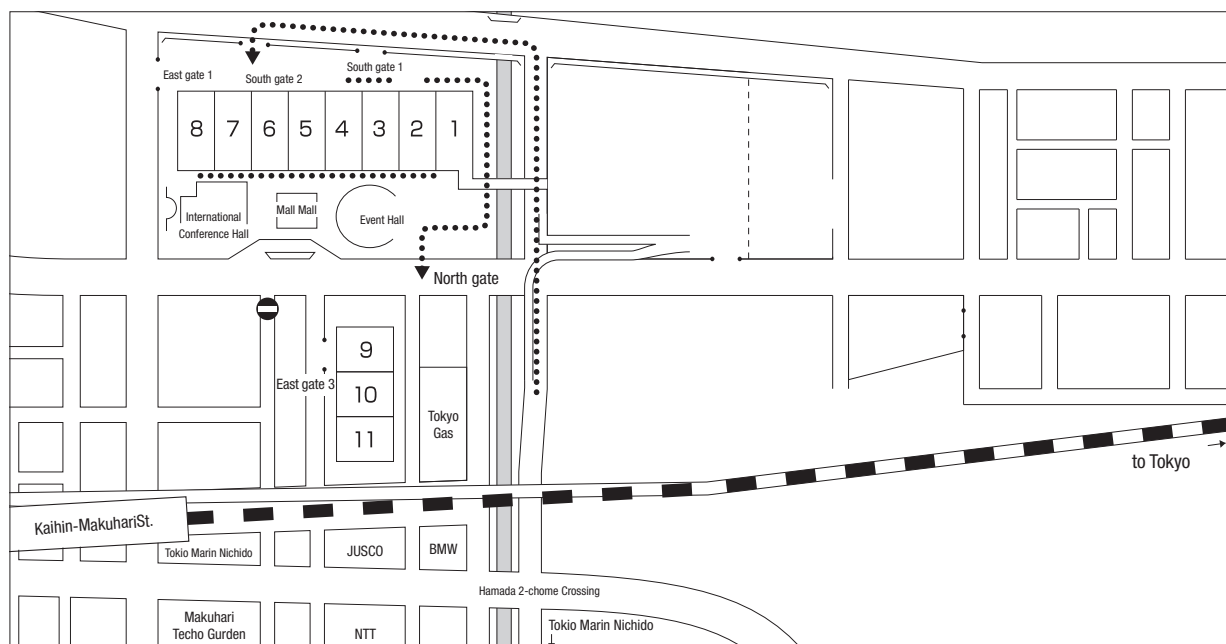 East gate 1
South gate 2
South gate 1
8
7
6
5
4
3
2
1
International
Conference Hall
Mall Mall
Event Hall
North gate
9
East gate 3
10
11
Tokyo
Gas
to Tokyo
Kaihin-MakuhariSt.
Tokio Marin Nichido
JUSCO
BMW
Hamada 2-chome Crossing
Makuhari
Techo Gurden
NTT
Tokio Marin Nichido